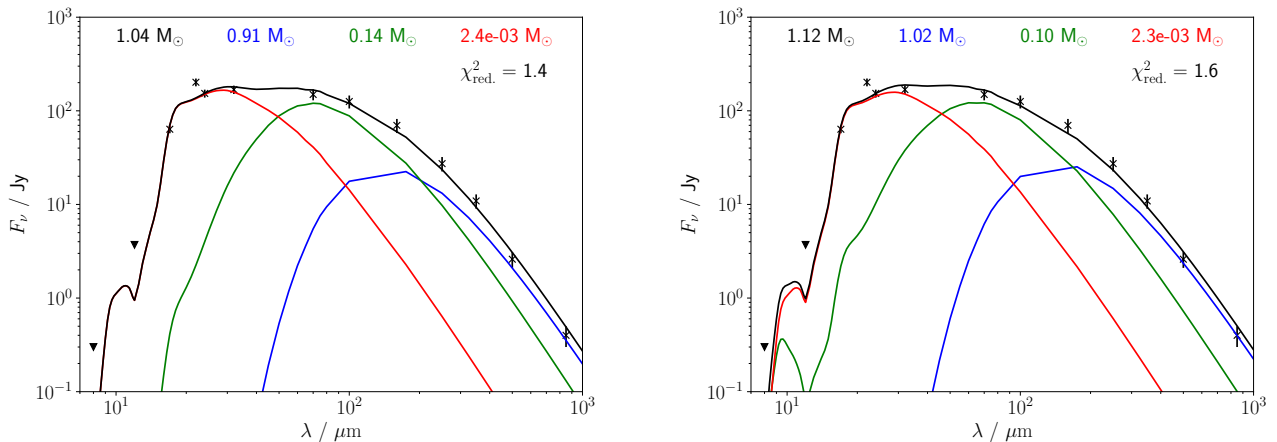 1.04 M⊙ 0.91 M⊙ 0.14 M⊙ 2.4e-03 M⊙
χ²red. = 1.4
Fν / Jy
10³
10²
10¹
10⁰
10⁻¹
10¹ 10² 10³
λ / μm
1.12 M⊙ 1.02 M⊙ 0.10 M⊙ 2.3e-03 M⊙
χ²red. = 1.6
Fν / Jy
10³
10²
10¹
10⁰
10⁻¹
10¹ 10² 10³
λ / μm